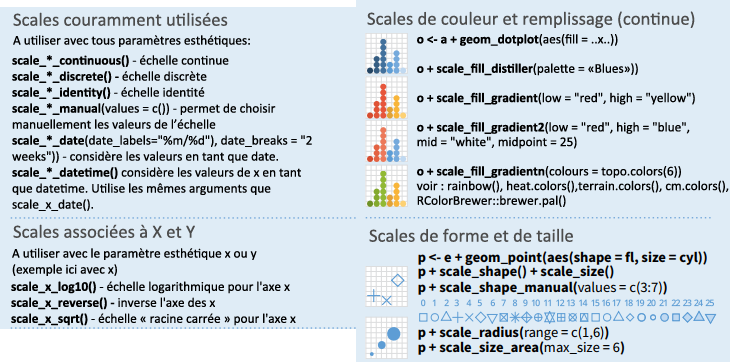 Scales couramment utilisées
A utiliser avec tous paramètres esthétiques:
scale_*_continuous() - échelle continue
scale_*_discrete() - échelle discrète
scale_*_identity() - échelle identité
scale_*_manual(values = c()) - permet de choisir
manuellement les valeurs de l'échelle
scale_*_date(date_labels="%m/%d"), date_breaks = "2
weeks")) - considère les valeurs en tant que date.
scale_*_datetime() considère les valeurs de x en tant
que datetime. Utilise les mêmes arguments que
scale_x_date().
Scales associées à X et Y
A utiliser avec le paramètre esthétique x ou y
(exemple ici avec x)
scale_x_log10() - échelle logarithmique pour l'axe x
scale_x_reverse() - inverse l'axe des x
scale_x_sqrt() - échelle « racine carrée » pour l'axe x
Scales de couleur et remplissage (continue)
o <- a + geom_dotplot(aes(fill = ..x..))
o + scale_fill_distiller(palette = «Blues»))
o + scale_fill_gradient(low = "red", high = "yellow")
o + scale_fill_gradient2(low = "red", high = "blue",
mid = "white", midpoint = 25)
o + scale_fill_gradientn(colours = topo.colors(6))
voir : rainbow(), heat.colors(),terrain.colors(), cm.colors(),
RColorBrewer::brewer.pal()
Scales de forme et de taille
p <- e + geom_point(aes(shape = fl, size = cyl))
p + scale_shape() + scale_size()
p + scale_shape_manual(values = c(3:7))
0 1 2 3 4 5 6 7 8 9 10 11 12 13 14 15 16 17 18 19 20 21 22 23 24 25
p + scale_radius(range = c(1,6))
p + scale_size_area(max_size = 6)